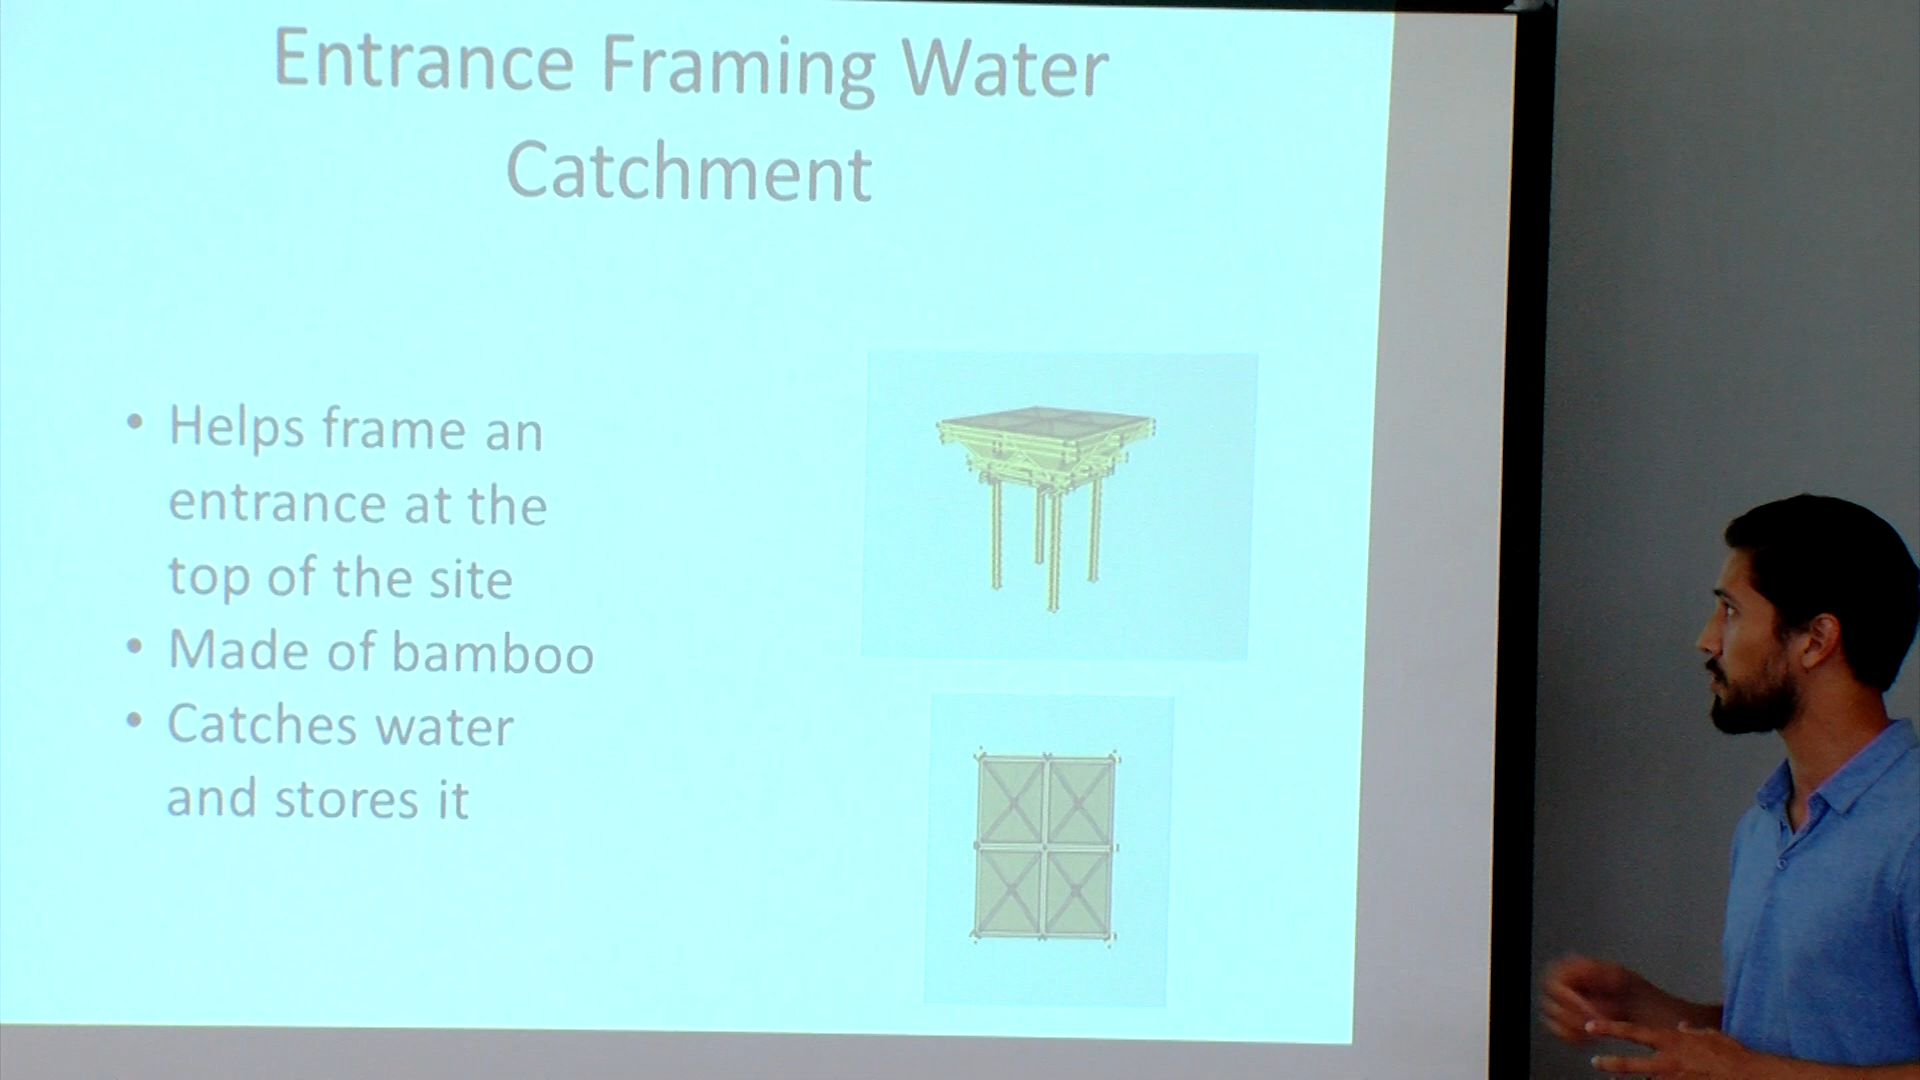 Entrance Framing Water
Catchment
• Helps frame an
entrance at the
top of the site
• Made of bamboo
• Catches water
and stores it